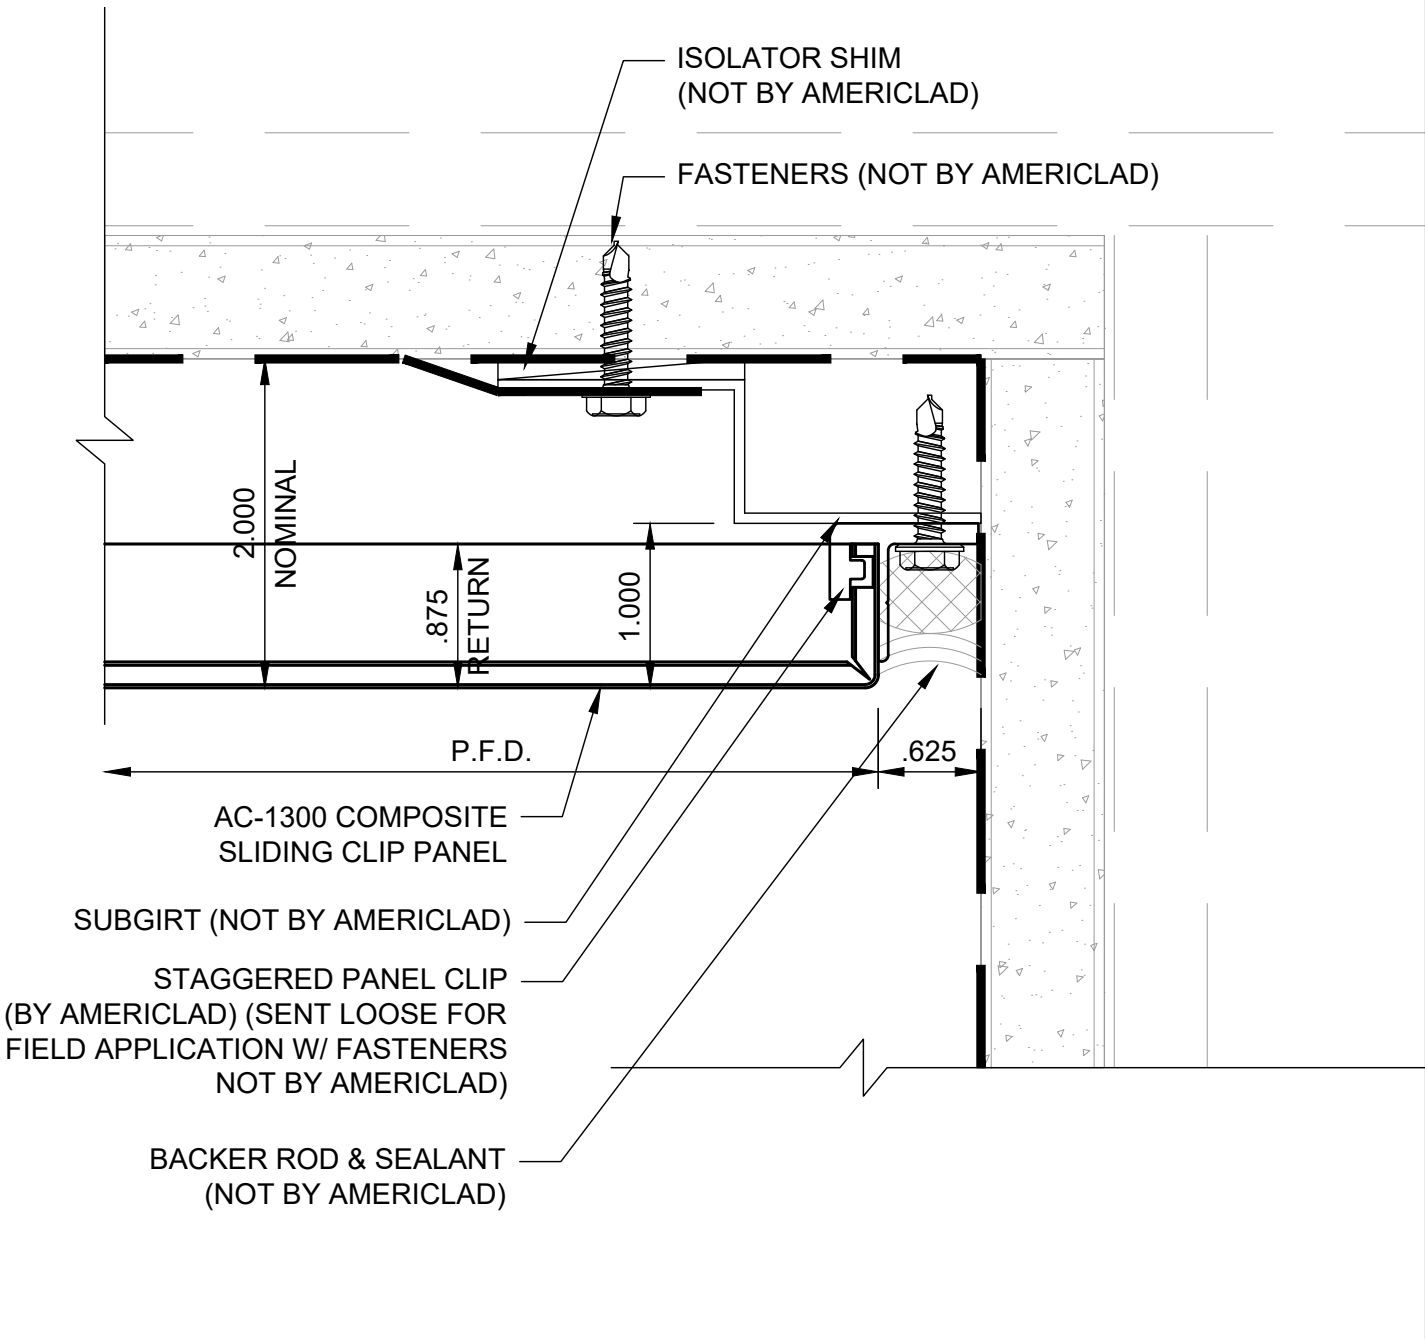 ISOLATOR SHIM
(NOT BY AMERICLAD)
FASTENERS (NOT BY AMERICLAD)
2.000
NOMINAL
.875
RETURN
1.000
P.F.D.
.625
AC-1300 COMPOSITE
SLIDING CLIP PANEL
SUBGIRT (NOT BY AMERICLAD)
STAGGERED PANEL CLIP
(BY AMERICLAD) (SENT LOOSE FOR
FIELD APPLICATION W/ FASTENERS
NOT BY AMERICLAD)
BACKER ROD & SEALANT
(NOT BY AMERICLAD)